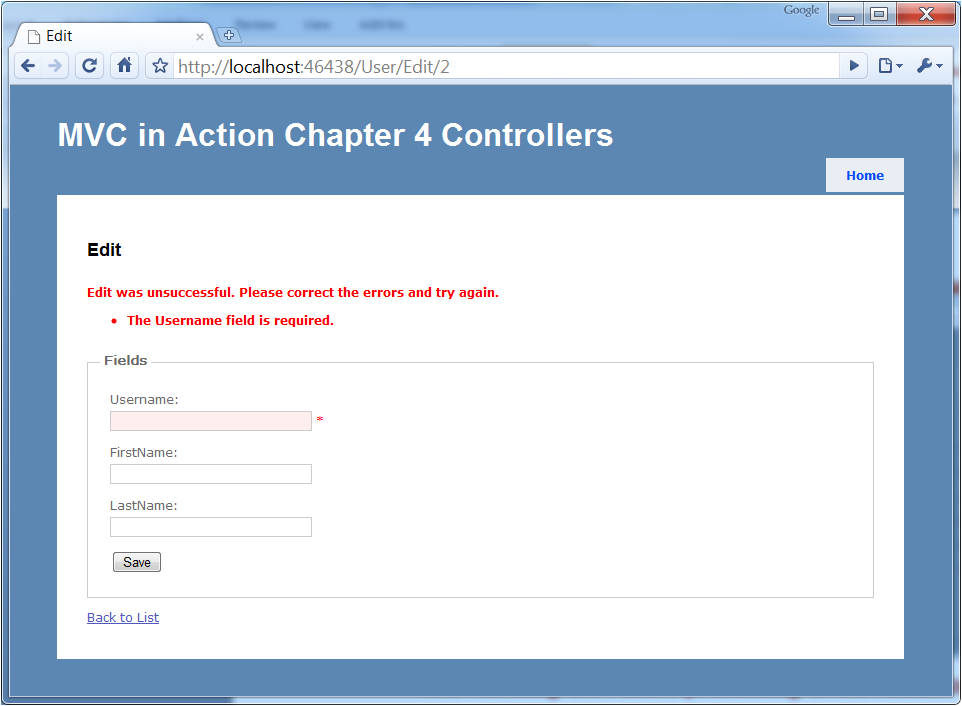 Google
Edit
http://localhost:46438/User/Edit/2
MVC in Action Chapter 4 Controllers
Home
Edit
Edit was unsuccessful. Please correct the errors and try again.
• The Username field is required.
Fields
Username:
*
FirstName:
LastName:
Save
Back to List